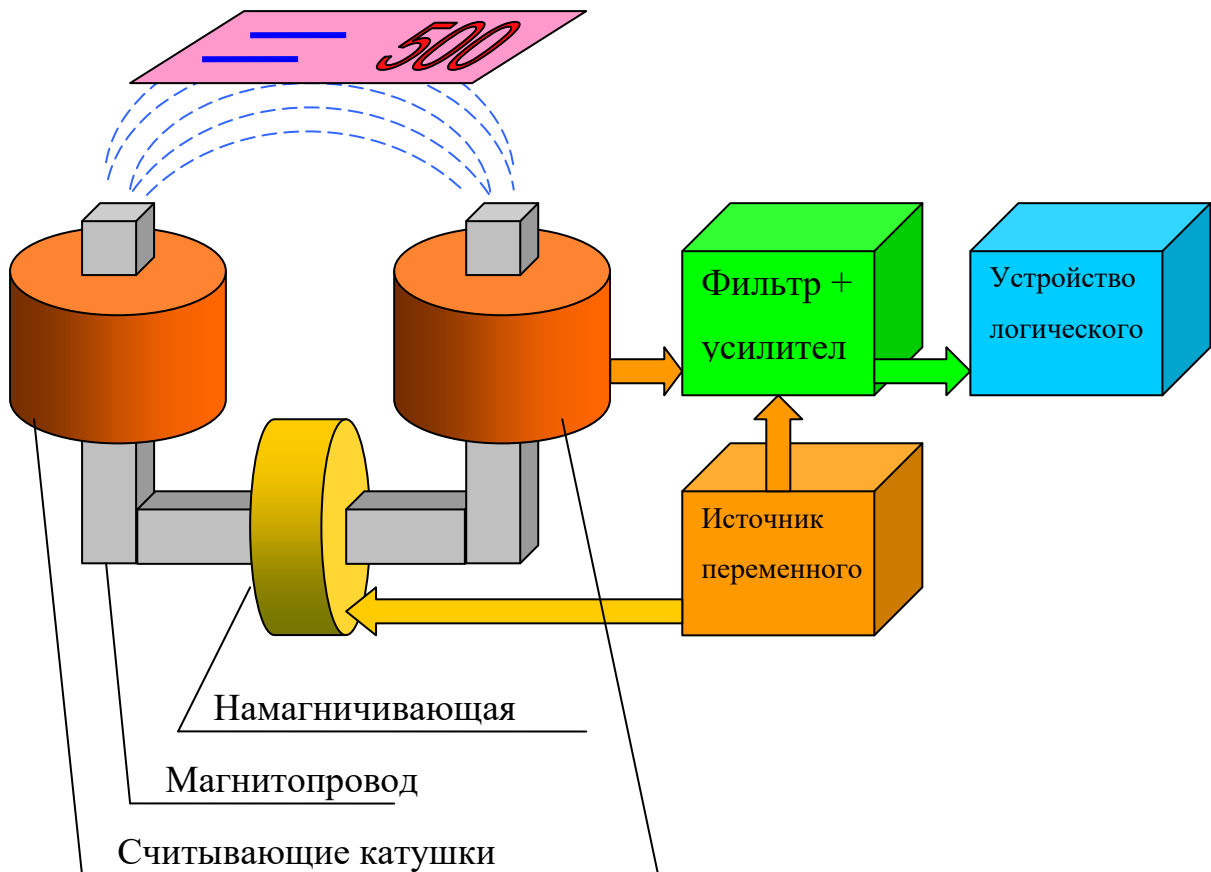 500
Фильтр +
усилител
Устройство
логического
Источник
переменного
Намагничивающая
Магнитопровод
Считывающие катушки